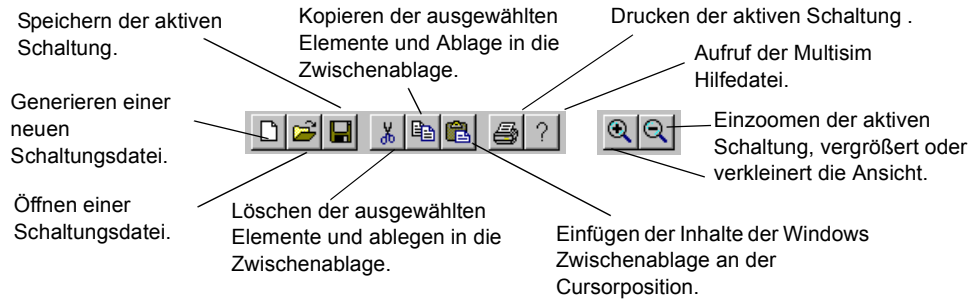 Speichern der aktiven
Schaltung.
Kopieren der ausgewählten
Elemente und Ablage in die
Zwischenablage.
Drucken der aktiven Schaltung .
Aufruf der Multisim
Hilfedatei.
Generieren einer
neuen
Schaltungsdatei.
?
Einzoomen der aktiven
Schaltung, vergrößert oder
verkleinert die Ansicht.
Öffnen einer
Schaltungsdatei.
Löschen der ausgewählten
Elemente und ablegen in die
Zwischenablage.
Einfügen der Inhalte der Windows
Zwischenablage an der
Cursorposition.